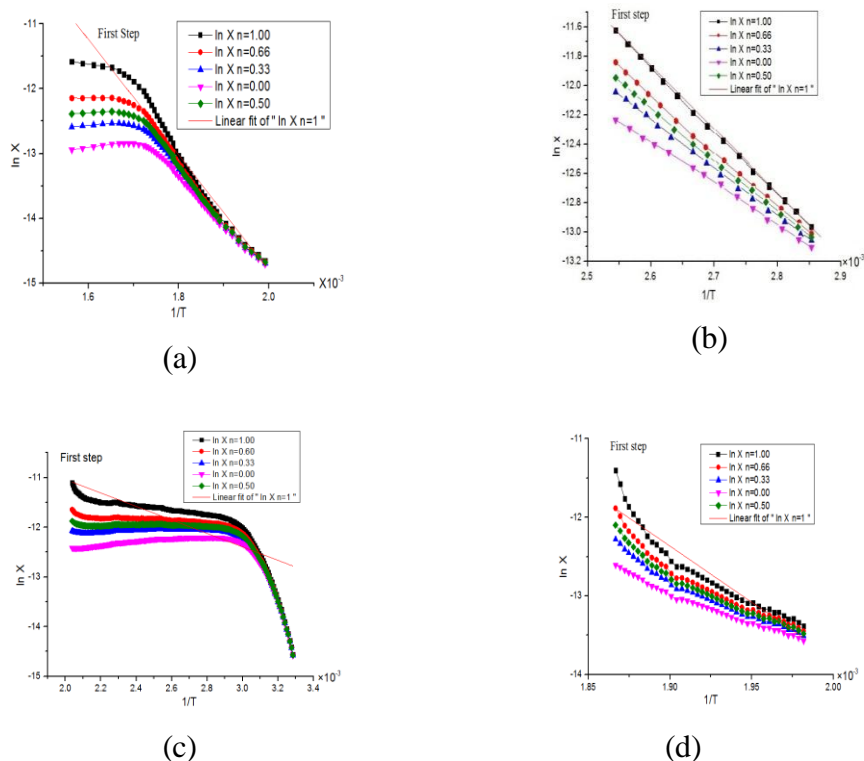 First Step
ln X n=1.00
ln X n=0.66
ln X n=0.33
ln X n=0.00
ln X n=0.50
Linear fit of " ln X n=1 "
-11
-12
-13
-14
-15
ln X
1.6
1.8
2.0
X10⁻³
1/T
(a)
First step
ln X n=1.00
ln X n=0.66
ln X n=0.33
ln X n=0.00
ln X n=0.50
Linear fit of " ln X n=1 "
-11.6
-11.8
-12.0
-12.2
-12.4
-12.6
-12.8
-13.0
-13.2
ln x
2.5
2.6
2.7
2.8
2.9
×10⁻³
1/T
(b)
First step
ln X n=1.00
ln X n=0.60
ln X n=0.33
ln X n=0.00
ln X n=0.50
Linear fit of "ln X n=1 "
-11
-12
-13
-14
-15
ln X
2.0
2.2
2.4
2.6
2.8
3.0
3.2
3.4
×10⁻³
1/T
(c)
First step
ln X n=1.00
ln X n=0.66
ln X n=0.33
ln X n=0.00
ln X n=0.50
Linear fit of "ln X n=1"
-11
-12
-13
-14
ln x
1.85
1.90
1.95
2.00
×10⁻³
1/T
(d)